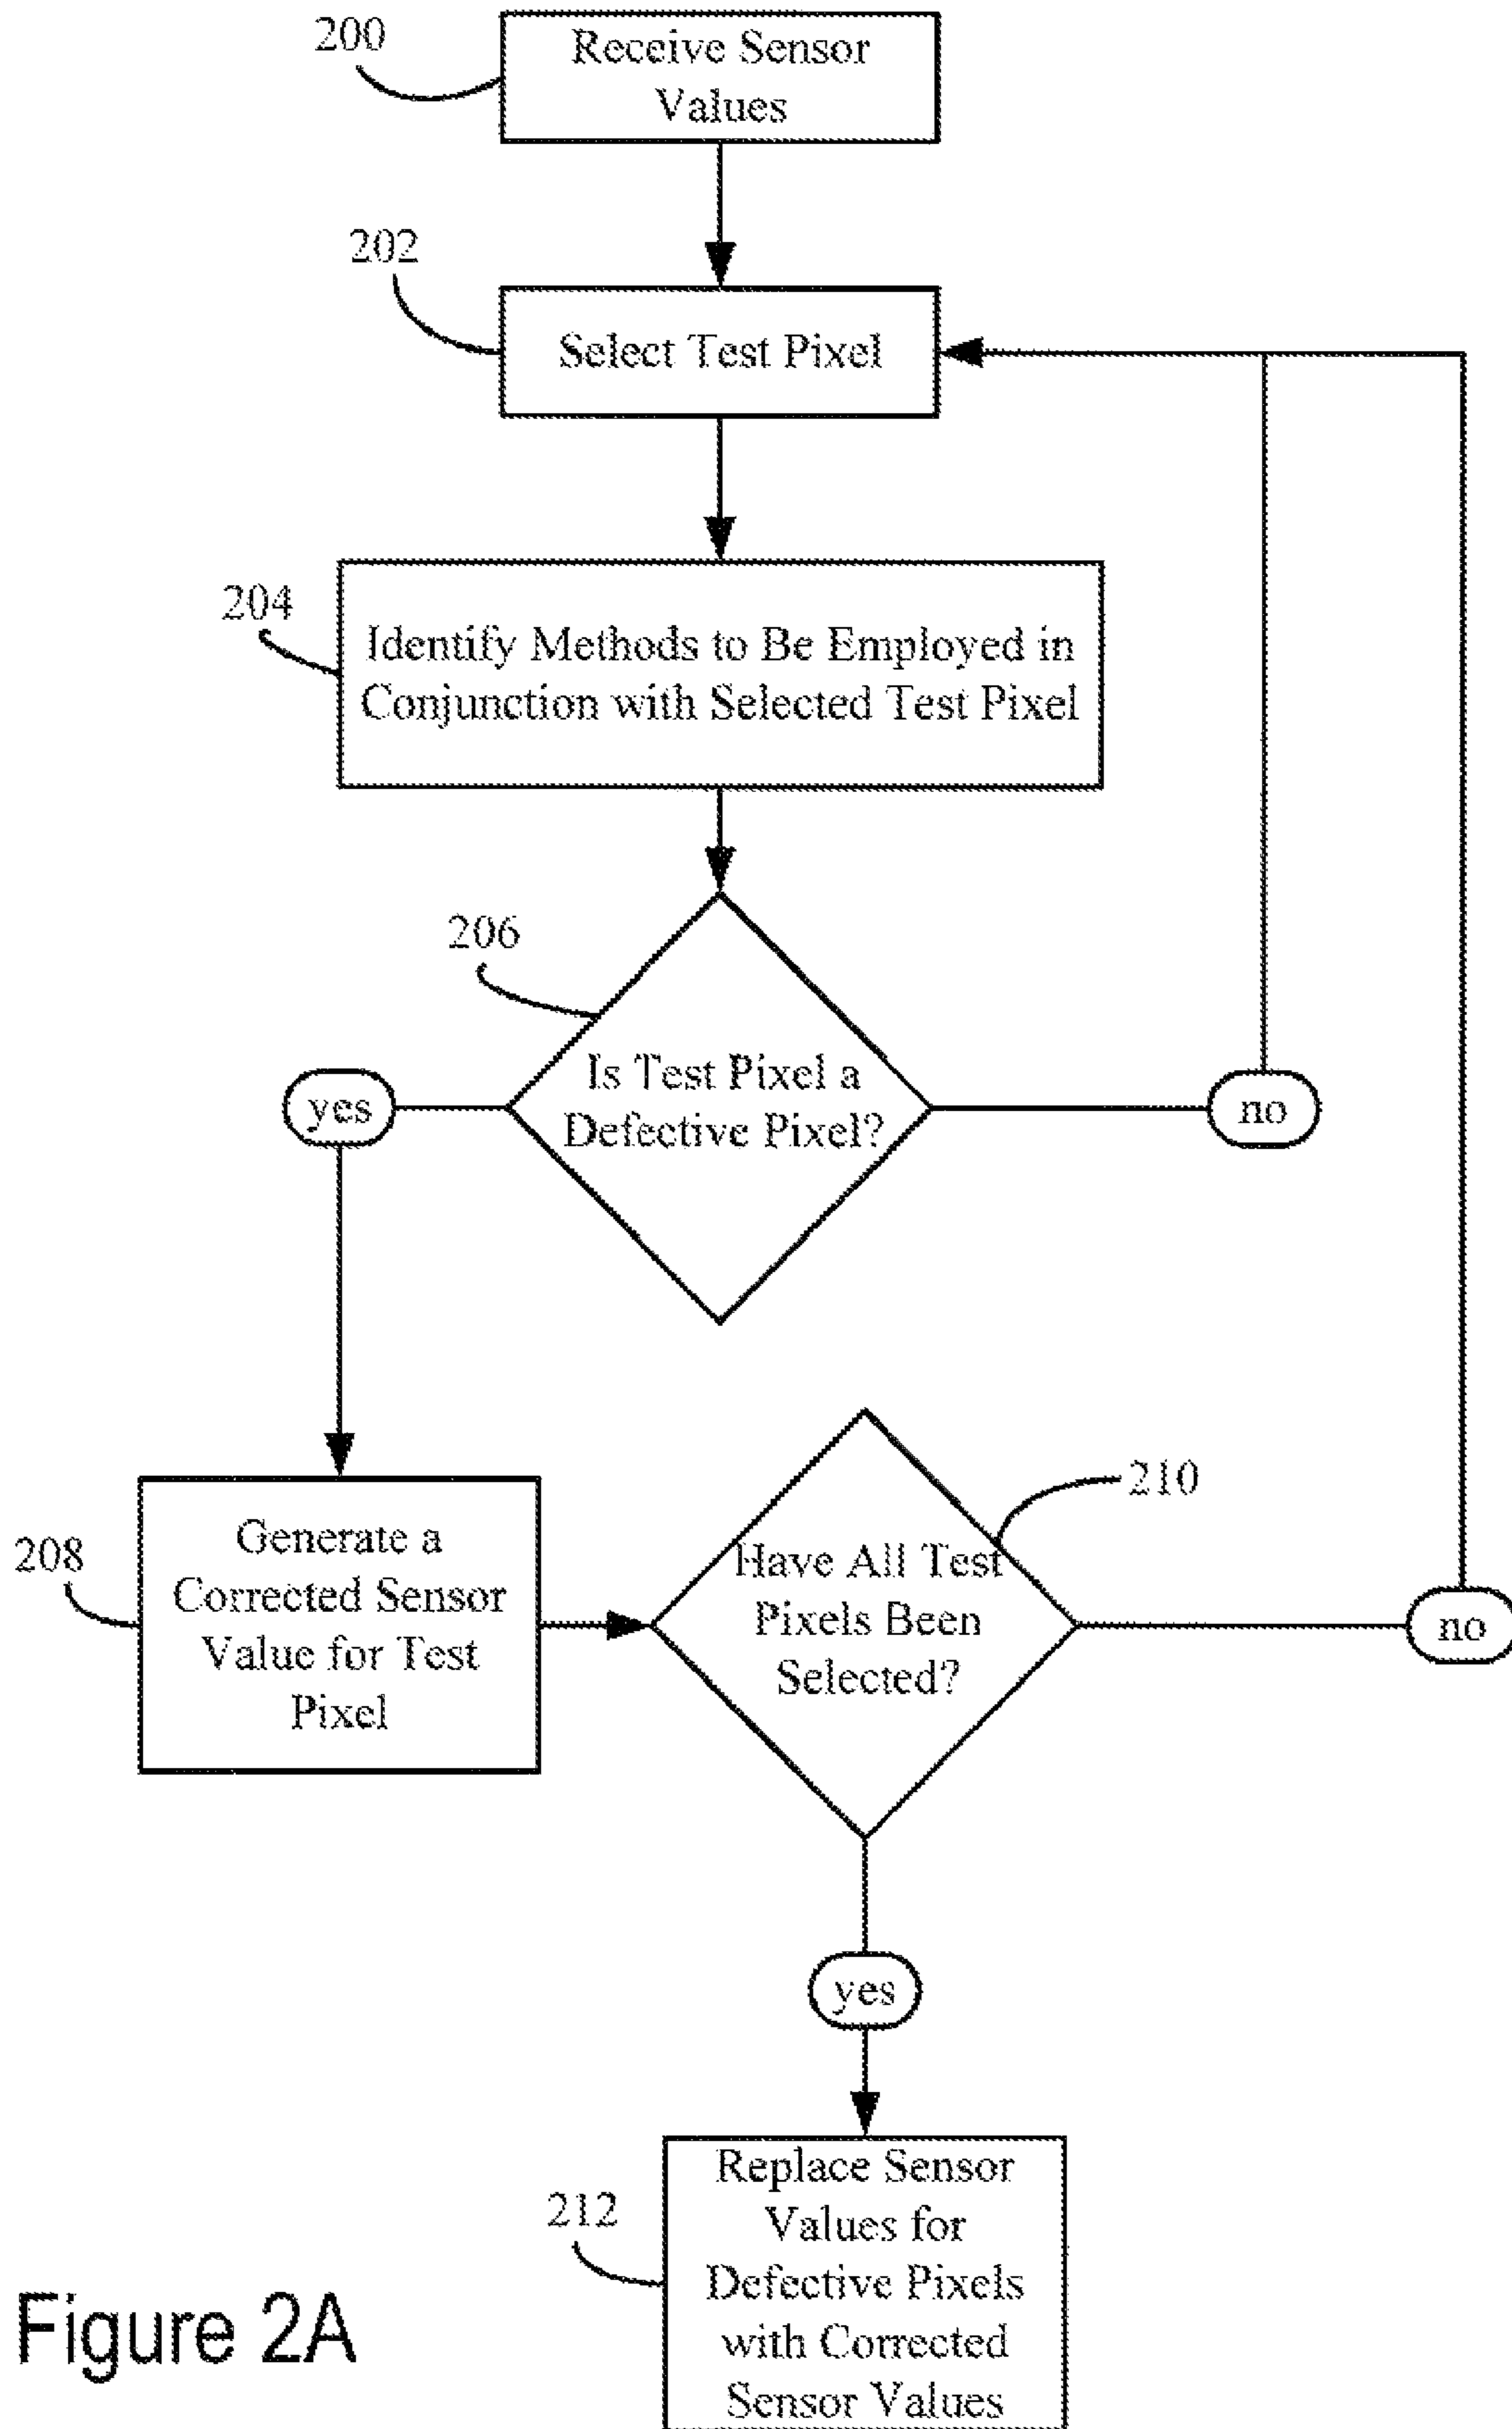 200
Receive Sensor
Values
202
Select Test Pixel
204
Identify Methods to Be Employed in
Conjunction with Selected Test Pixel
206
Is Test Pixel a
Defective Pixel?
yes
no
208
Generate a
Corrected Sensor
Value for Test
Pixel
210
Have All Test
Pixels Been
Selected?
no
yes
212
Replace Sensor
Values for
Defective Pixels
with Corrected
Sensor Values
Figure 2A